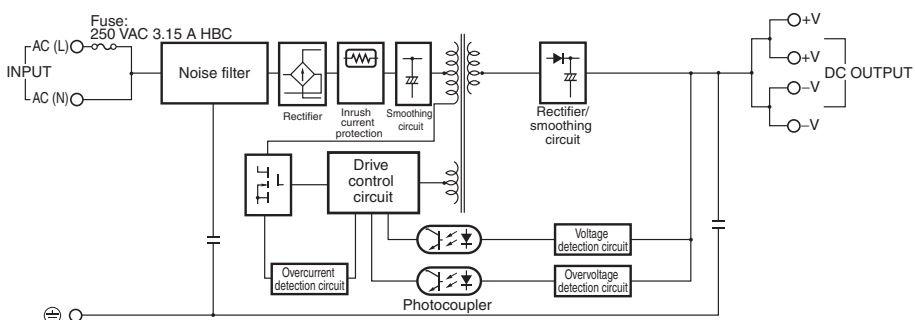 Fuse:
250 VAC 3.15 A HBC
AC (L)
INPUT
AC (N)
Noise filter
Rectifier
Inrush
current
protection
Smoothing
circuit
Rectifier/
smoothing
circuit
+V
+V
DC OUTPUT
−V
−V
Drive
control
circuit
Voltage
detection circuit
Overcurrent
detection circuit
Overvoltage
detection circuit
Photocoupler